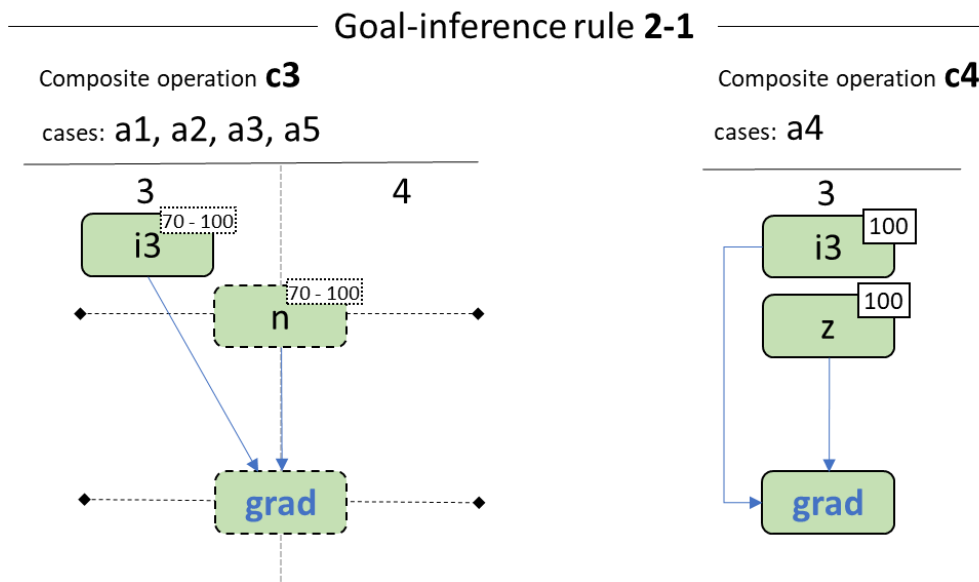 Goal-inference rule 2-1
Composite operation c3
cases: a1, a2, a3, a5
3
4
70 - 100
i3
70 - 100
n
grad
Composite operation c4
cases: a4
3
100
i3
100
z
grad